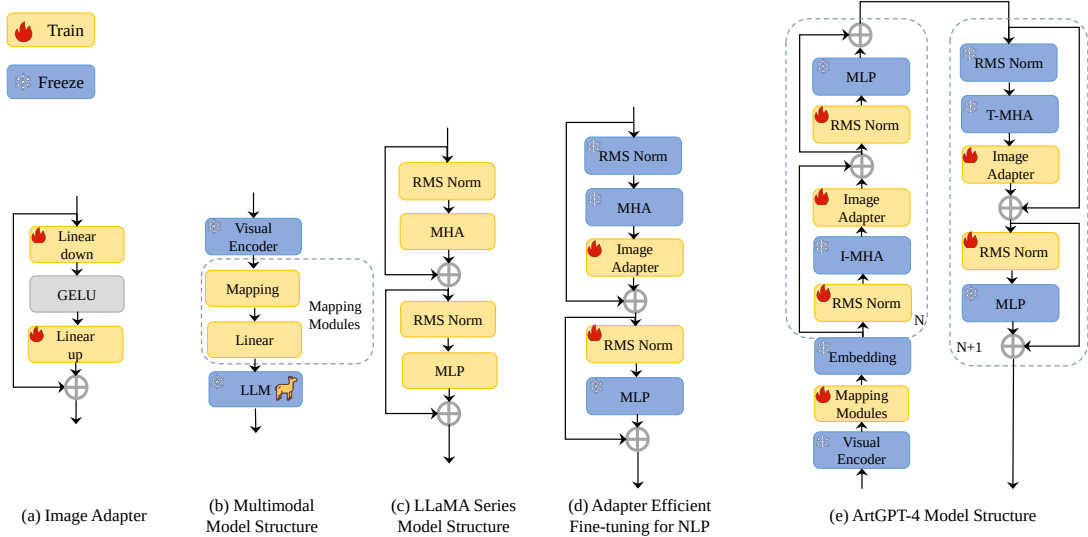 Train
Freeze
Linear
down
GELU
Linear
up
(a) Image Adapter
Visual
Encoder
Mapping
Linear
Mapping
Modules
LLM
(b) Multimodal
Model Structure
RMS Norm
MHA
RMS Norm
MLP
(c) LLaMA Series
Model Structure
RMS Norm
MHA
Image
Adapter
RMS Norm
MLP
(d) Adapter Efficient
Fine-tuning for NLP
MLP
RMS Norm
Image
Adapter
I-MHA
RMS Norm
N
Embedding
Mapping
Modules
Visual
Encoder
RMS Norm
T-MHA
Image
Adapter
RMS Norm
MLP
N+1
(e) ArtGPT-4 Model Structure